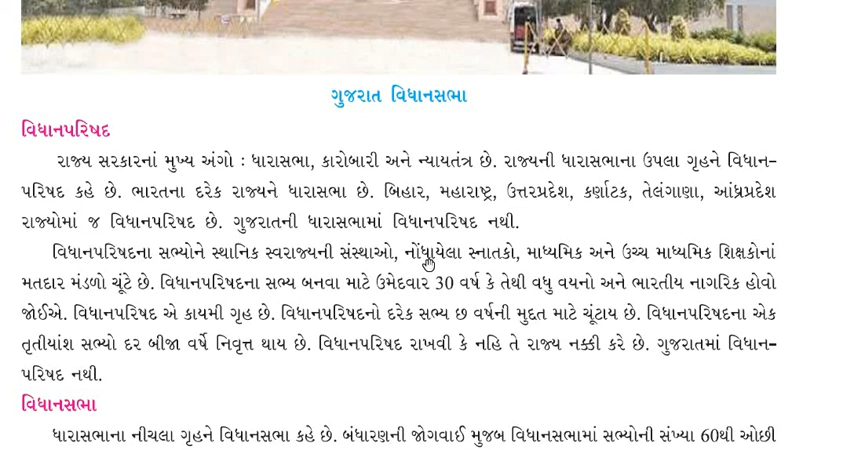 ગુજરાત વિધાનસભા
વિધાનપરિષદ
રાજ્ય સરકારનાં મુખ્ય અંગો : ધારાસભા, કારોબારી અને ન્યાયતંત્ર છે. રાજ્યની ધારાસભાના ઉપલા ગૃહને વિધાન-
પરિષદ કહે છે. ભારતના દરેક રાજ્યને ધારાસભા છે. બિહાર, મહારાષ્ટ્ર, ઉત્તરપ્રદેશ, કર્ણાટક, તેલંગાણા, આંધ્રપ્રદેશ
રાજ્યોમાં જ વિધાનપરિષદ છે. ગુજરાતની ધારાસભામાં વિધાનપરિષદ નથી.
વિધાનપરિષદના સભ્યોને સ્થાનિક સ્વરાજ્યની સંસ્થાઓ, નોંધાયેલા સ્નાતકો, માધ્યમિક અને ઉચ્ચ માધ્યમિક શિક્ષકોનાં
મતદાર મંડળો ચૂંટે છે. વિધાનપરિષદના સભ્ય બનવા માટે ઉમેદવાર 30 વર્ષ કે તેથી વધુ વયનો અને ભારતીય નાગરિક હોવો
જોઈએ. વિધાનપરિષદ એ કાયમી ગૃહ છે. વિધાનપરિષદનો દરેક સભ્ય છ વર્ષની મુદત માટે ચૂંટાય છે. વિધાનપરિષદના એક
તૃતીયાંશ સભ્યો દર બીજા વર્ષે નિવૃત્ત થાય છે. વિધાનપરિષદ રાખવી કે નહિ તે રાજ્ય નક્કી કરે છે. ગુજરાતમાં વિધાન-
પરિષદ નથી.
વિધાનસભા
ધારાસભાના નીચલા ગૃહને વિધાનસભા કહે છે. બંધારણની જોગવાઈ મુજબ વિધાનસભામાં સભ્યોની સંખ્યા 60થી ઓછી